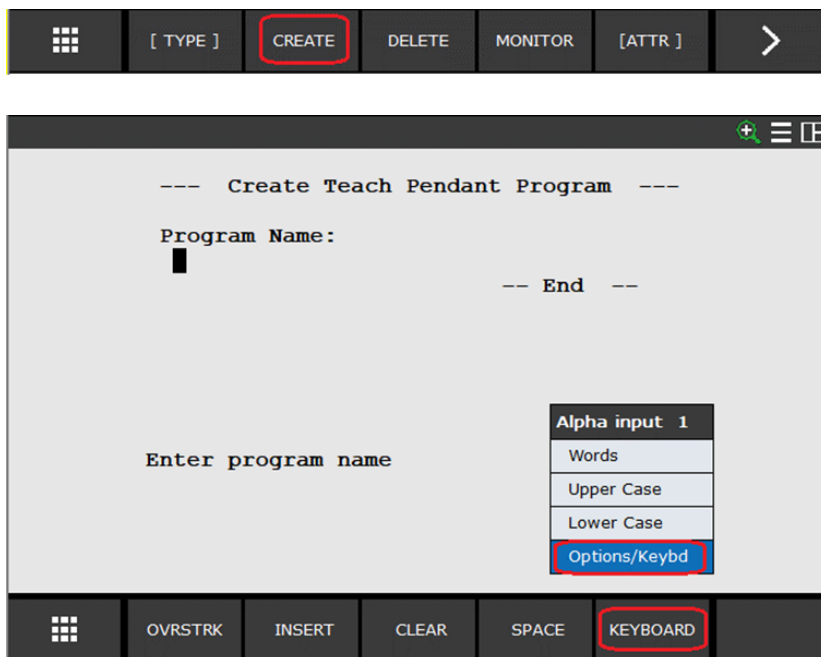 [ TYPE ] CREATE DELETE MONITOR [ATTR ]
--- Create Teach Pendant Program ---
Program Name:
-- End --
Alpha input 1
Words
Enter program name
Upper Case
Lower Case
Options/Keybd
OVRSTRK INSERT CLEAR SPACE KEYBOARD